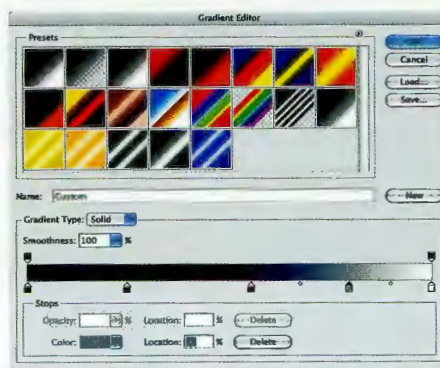 Gradient Editor
Presets
Cancel
Load...
Save...
Name: Custom
New
Gradient Type: Solid
Smoothness: 100 %
Stops
Opacity: % Location: % Delete
Color: Location: % Delete